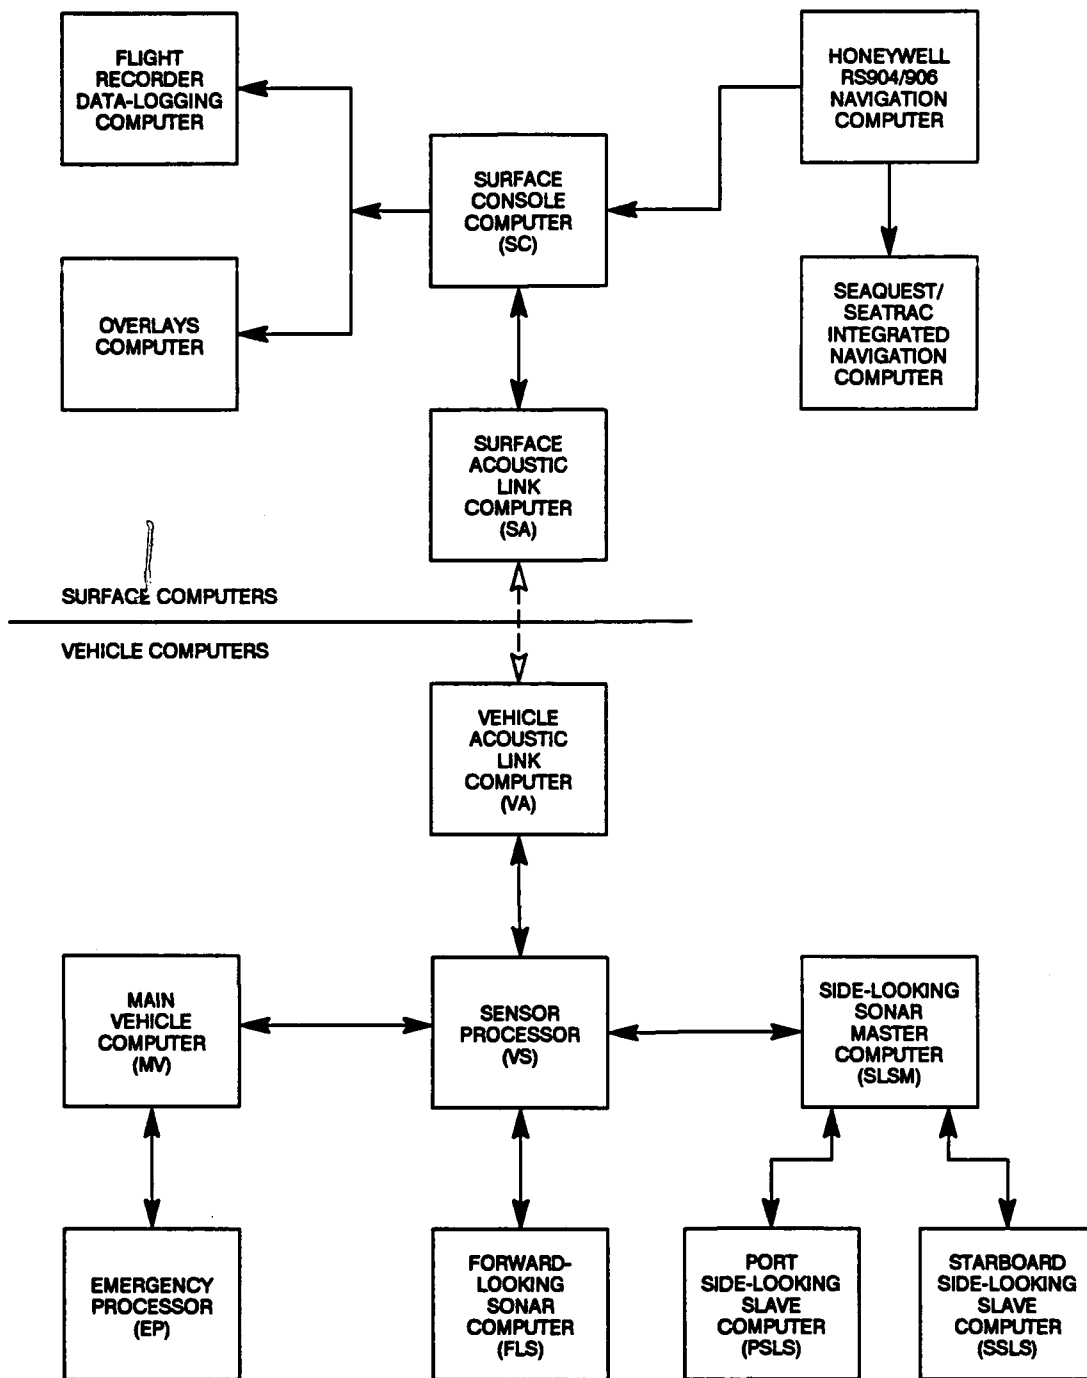 FLIGHT
RECORDER
DATA-LOGGING
COMPUTER
HONEYWELL
RS904/906
NAVIGATION
COMPUTER
SURFACE
CONSOLE
COMPUTER
(SC)
OVERLAYS
COMPUTER
SEAQUEST/
SEATRAC
INTEGRATED
NAVIGATION
COMPUTER
SURFACE
ACOUSTIC
LINK
COMPUTER
(SA)
SURFACE COMPUTERS
VEHICLE COMPUTERS
VEHICLE
ACOUSTIC
LINK
COMPUTER
(VA)
MAIN
VEHICLE
COMPUTER
(MV)
SENSOR
PROCESSOR
(VS)
SIDE-LOOKING
SONAR
MASTER
COMPUTER
(SLSM)
EMERGENCY
PROCESSOR
(EP)
FORWARD-
LOOKING
SONAR
COMPUTER
(FLS)
PORT
SIDE-LOOKING
SLAVE
COMPUTER
(PSLS)
STARBOARD
SIDE-LOOKING
SLAVE
COMPUTER
(SSLS)